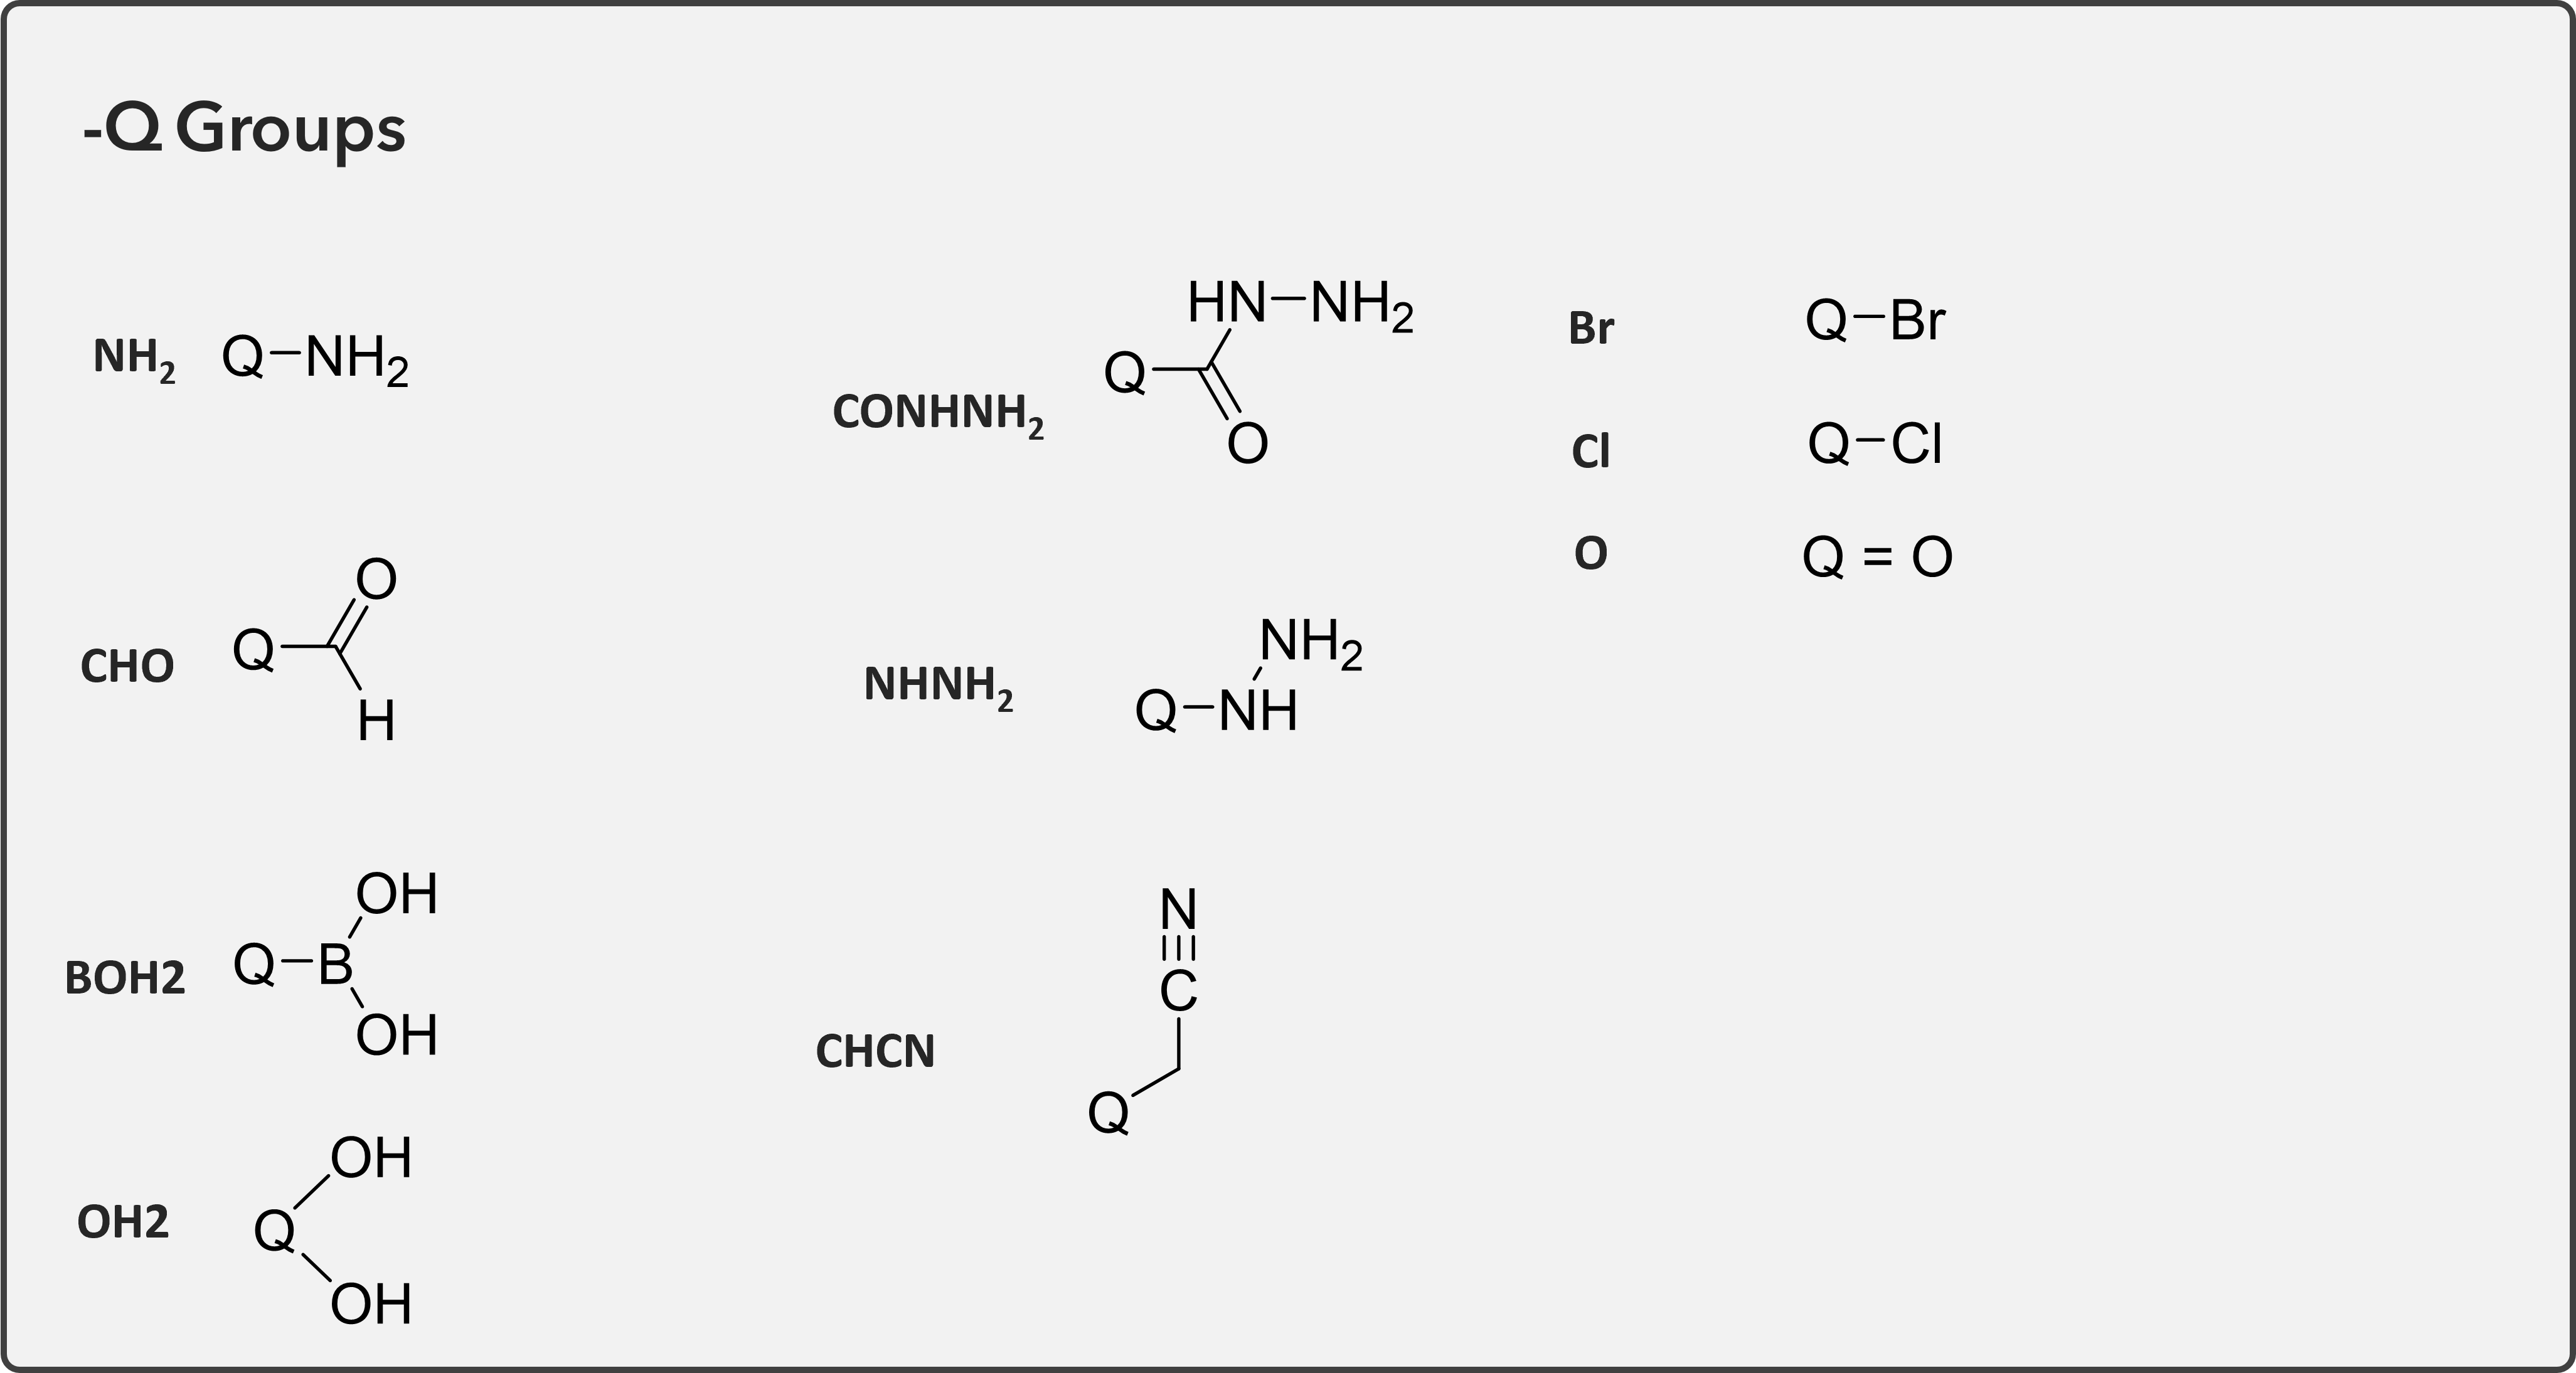 -Q Groups
NH2 Q-NH2
CHO Q O H
BOH2 Q-B OH OH
OH2 Q OH OH
CONHNH2 HN-NH2 Q O
NHNH2 NH2 Q-NH
CHCN N C Q
Br Q-Br
Cl Q-Cl
O Q = O